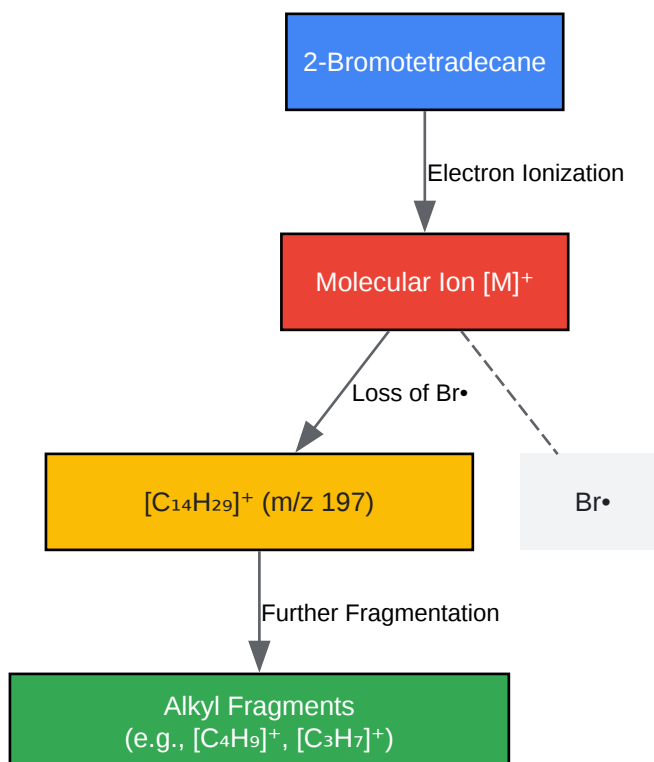 2-Bromotetradecane
Electron Ionization
Molecular Ion [M]⁺
Loss of Br•
[C₁₄H₂₉]⁺ (m/z 197)
Br•
Further Fragmentation
Alkyl Fragments
(e.g., [C₄H₉]⁺, [C₃H₇]⁺)